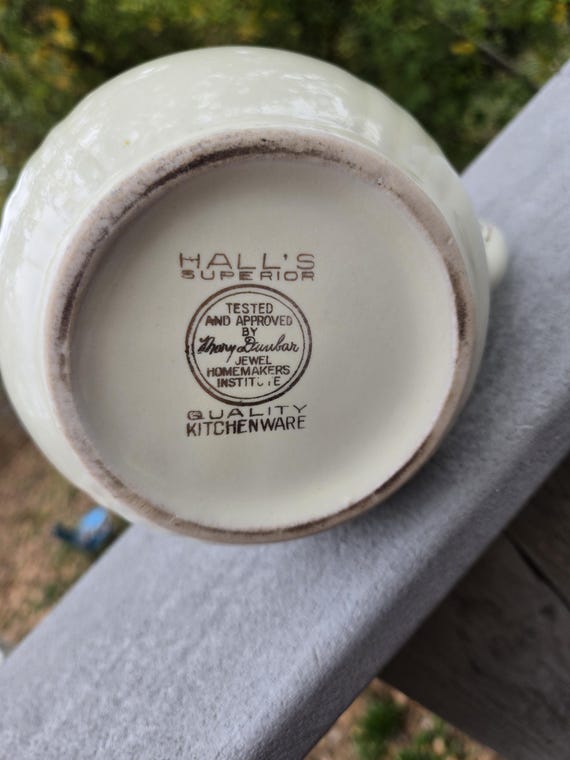 HALL'S
SUPERIOR
TESTED
AND APPROVED
BY
Mary Dunbar
JEWEL
HOMEMAKERS
INSTITUTE
QUALITY
KITCHENWARE